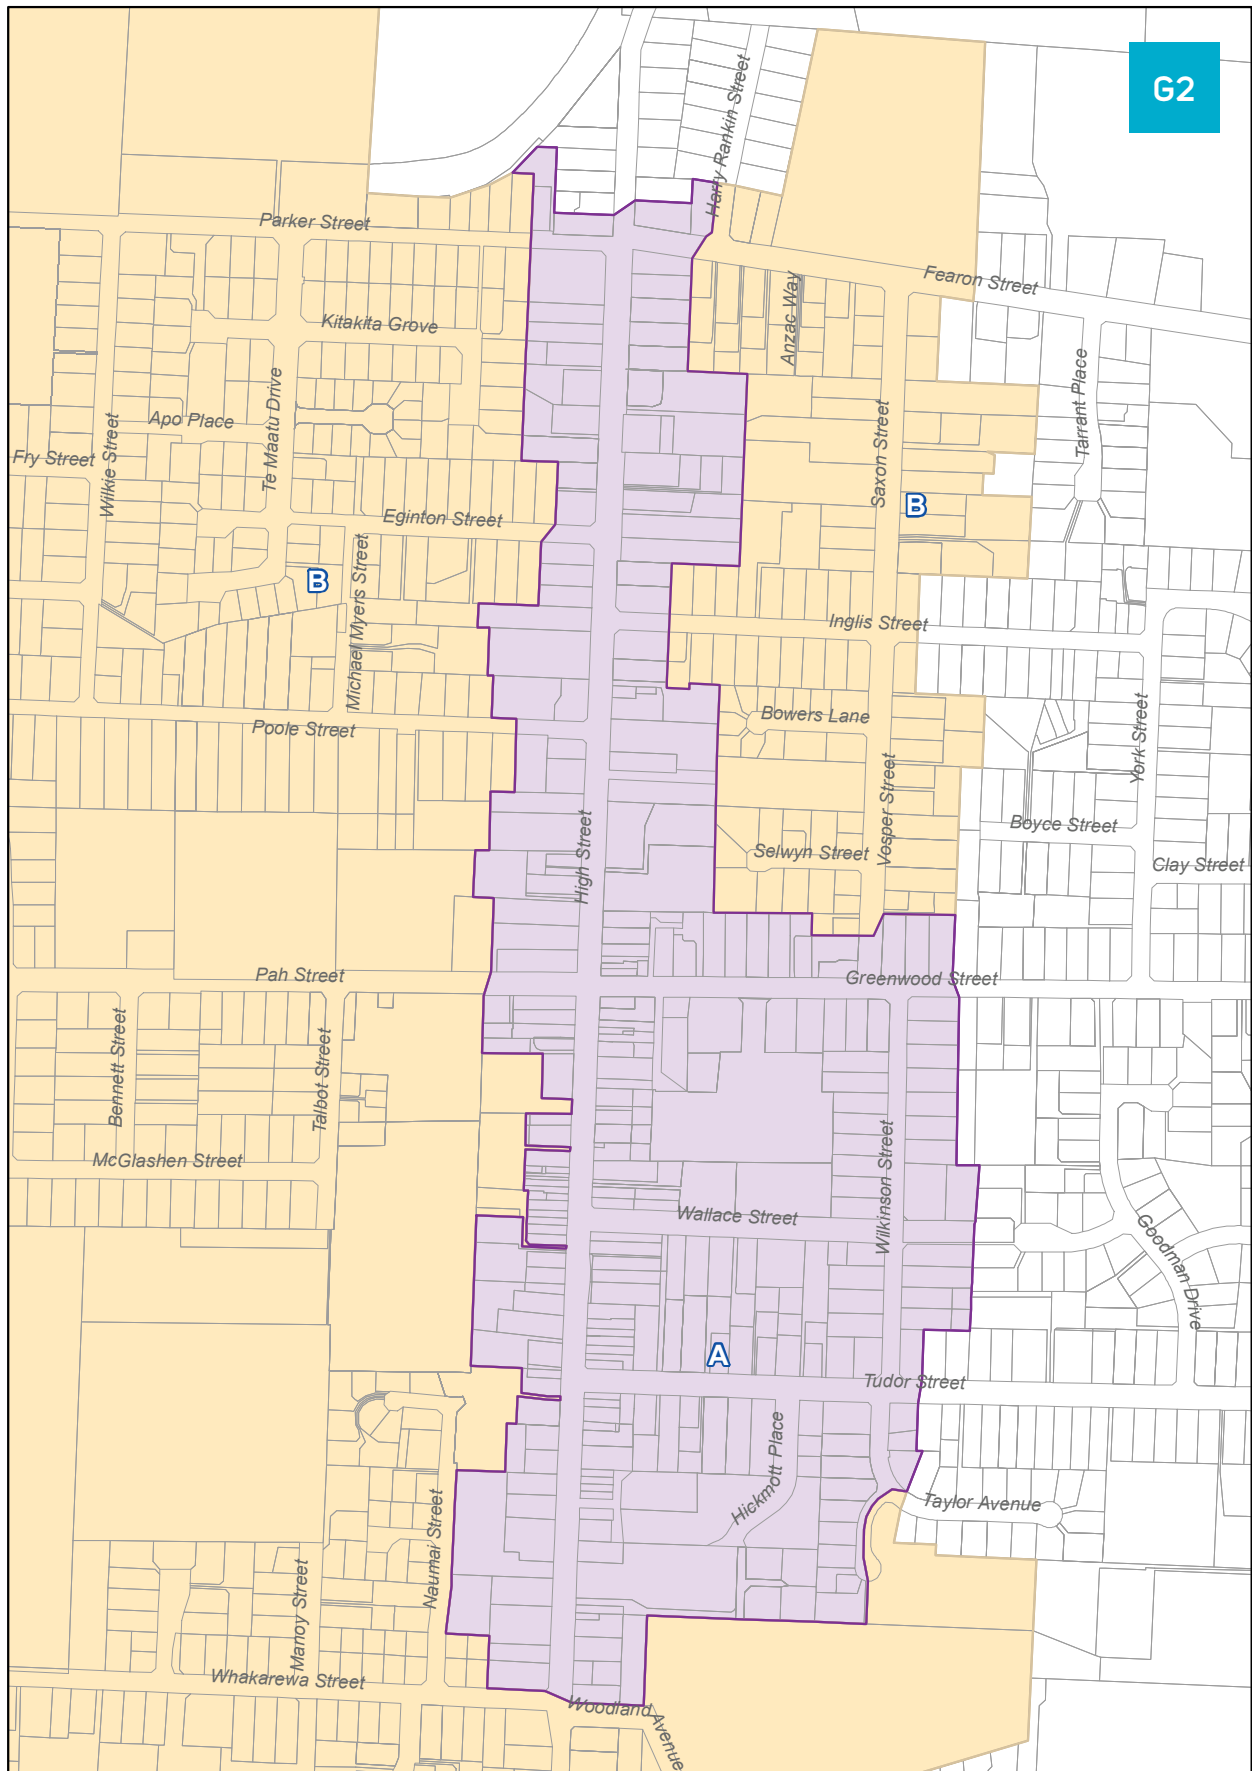 G2
Harry Rankin Street
Parker Street
Fearon Street
Anzac Way
Kitakita Grove
Tarrant Place
Te Maatu Drive
Apo Place
Wilkie Street
Fry Street
Saxon Street
B
Eginton Street
B
Michael Myers Street
Inglis Street
Bowers Lane
Poole Street
York Street
Vosper Street
High Street
Boyce Street
Selwyn Street
Clay Street
Pah Street
Greenwood Street
Bennett Street
Talbot Street
McGlashen Street
Wilkinson Street
Wallace Street
Goodman Drive
A
Tudor Street
Hickmott Place
Taylor Avenue
Naumai Street
Manoy Street
Whakarewa Street
Woodland Avenue